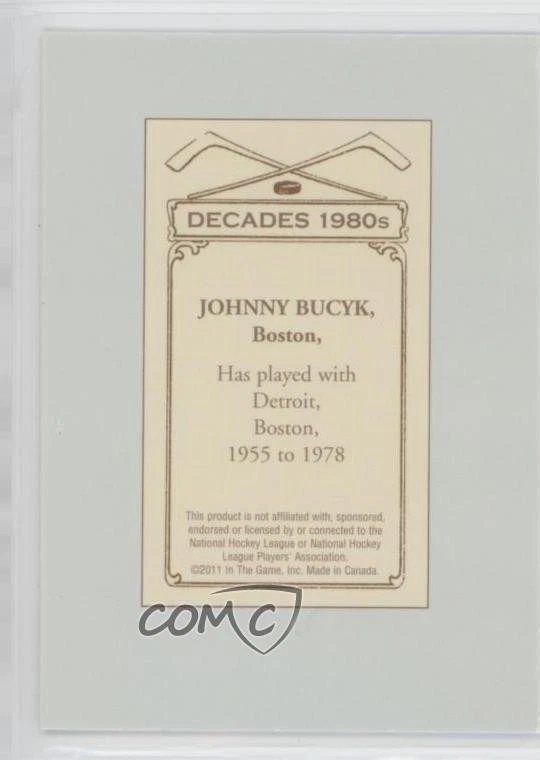 DECADES 1980s
JOHNNY BUCYK,
Boston,
Has played with
Detroit,
Boston,
1955 to 1978
This product is not affiliated with, sponsored,
endorsed or licensed by or connected to the
National Hockey League or National Hockey
League Players' Association.
©2011 In The Game, Inc. Made in Canada.
COMC